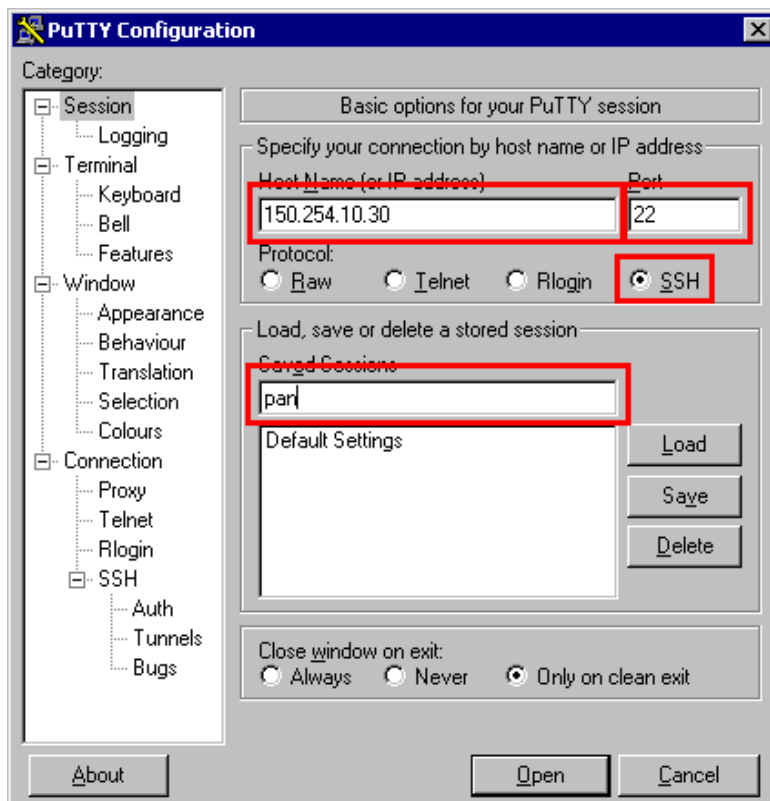 PuTTY Configuration
Category:
Session
Logging
Terminal
Keyboard
Bell
Features
Window
Appearance
Behaviour
Translation
Selection
Colours
Connection
Proxy
Telnet
Rlogin
SSH
Auth
Tunnels
Bugs
Basic options for your PuTTY session
Specify your connection by host name or IP address
Host Name (or IP address) Port
150.254.10.30 22
Protocol:
Raw Telnet Rlogin SSH
Load, save or delete a stored session
Saved Sessions
pan
Default Settings
Load
Save
Delete
Close window on exit:
Always Never Only on clean exit
About Open Cancel